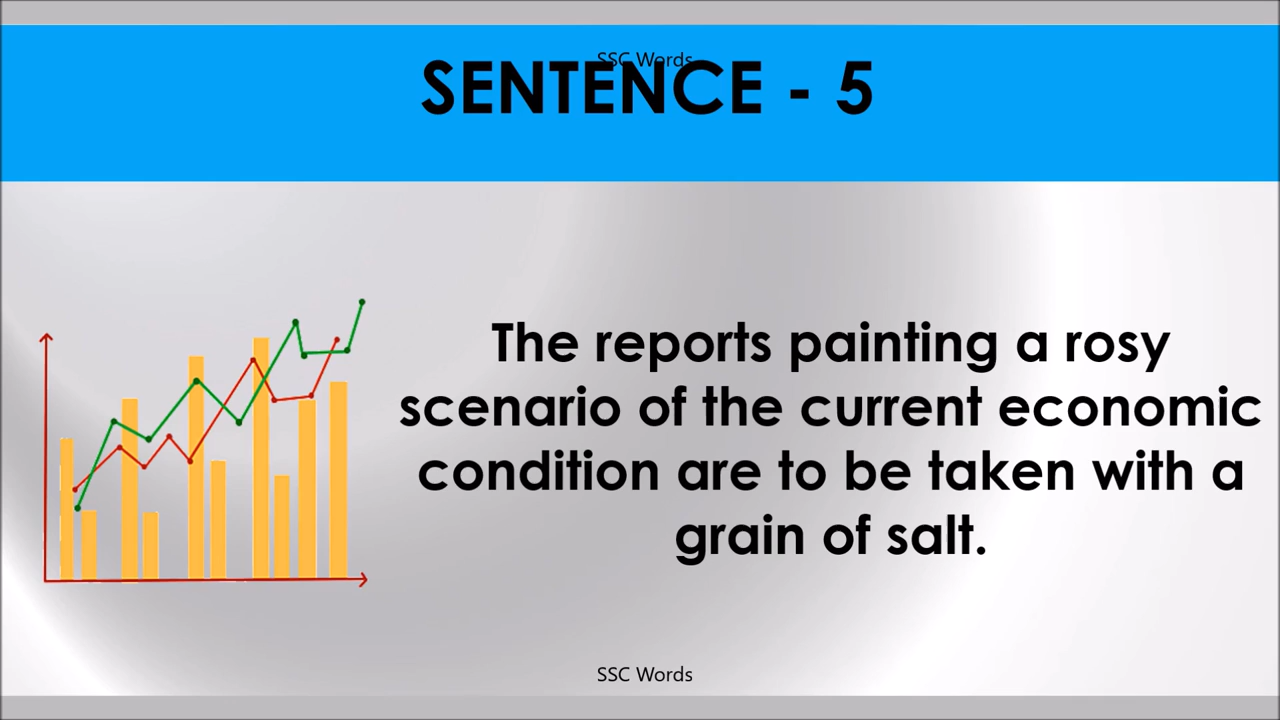 SSC Words
SENTENCE - 5
The reports painting a rosy
scenario of the current economic
condition are to be taken with a
grain of salt.
SSC Words